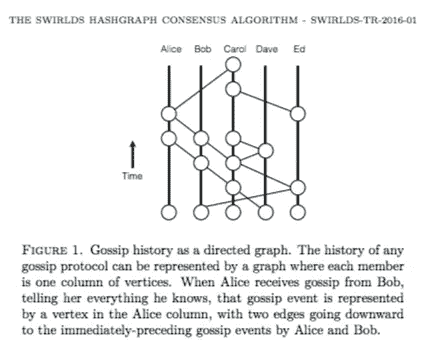 THE SWIRLDS HASHGRAPH CONSENSUS ALGORITHM - SWIRLDS-TR-2016-01
Alice Bob Carol Dave Ed
Time
FIGURE 1. Gossip history as a directed graph. The history of any
gossip protocol can be represented by a graph where each member
is one column of vertices. When Alice receives gossip from Bob,
telling her everything he knows, that gossip event is represented
by a vertex in the Alice column, with two edges going downward
to the immediately-preceding gossip events by Alice and Bob.